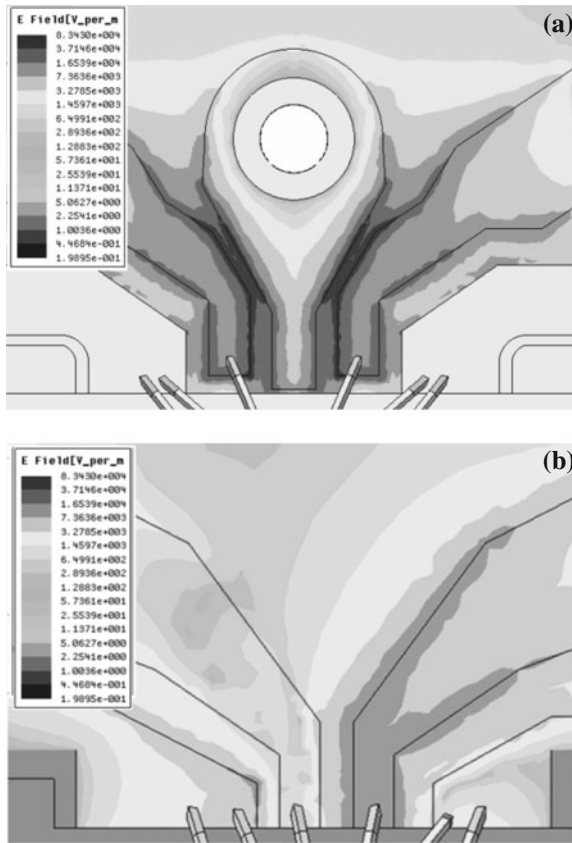 (a)
E Field[V_per_m
8.3430e+004
3.7146e+004
1.6539e+004
7.3636e+003
3.2785e+003
1.4597e+003
6.4991e+002
2.8936e+002
1.2883e+002
5.7361e+001
2.5539e+001
1.1371e+001
5.0627e+000
2.2541e+000
1.0036e+000
4.4684e-001
1.9895e-001
(b)
E Field[V_per_m
8.3430e+004
3.7146e+004
1.6539e+004
7.3636e+003
3.2785e+003
1.4597e+003
6.4991e+002
2.8936e+002
1.2883e+002
5.7361e+001
2.5539e+001
1.1371e+001
5.0627e+000
2.2541e+000
1.0036e+000
4.4684e-001
1.9895e-001